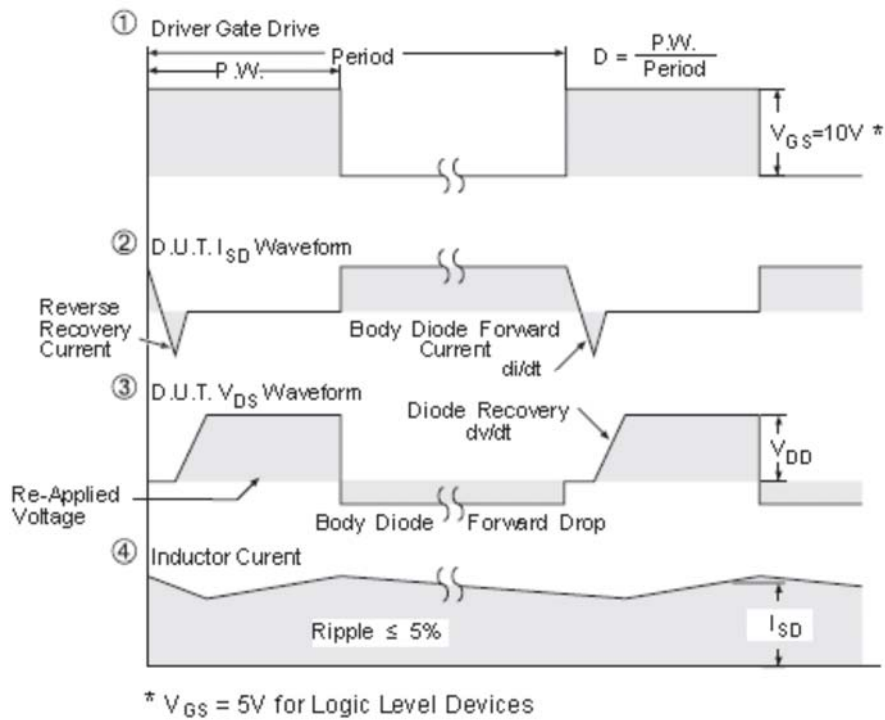 ① Driver Gate Drive
P.W.
Period
D = P.W. / Period
V_GS=10V *
② D.U.T. I_SD Waveform
Reverse
Recovery
Current
Body Diode Forward
Current
di/dt
③ D.U.T. V_DS Waveform
Diode Recovery
dv/dt
V_DD
Re-Applied
Voltage
Body Diode
Forward Drop
④ Inductor Curent
Ripple ≤ 5%
I_SD
* V_GS = 5V for Logic Level Devices